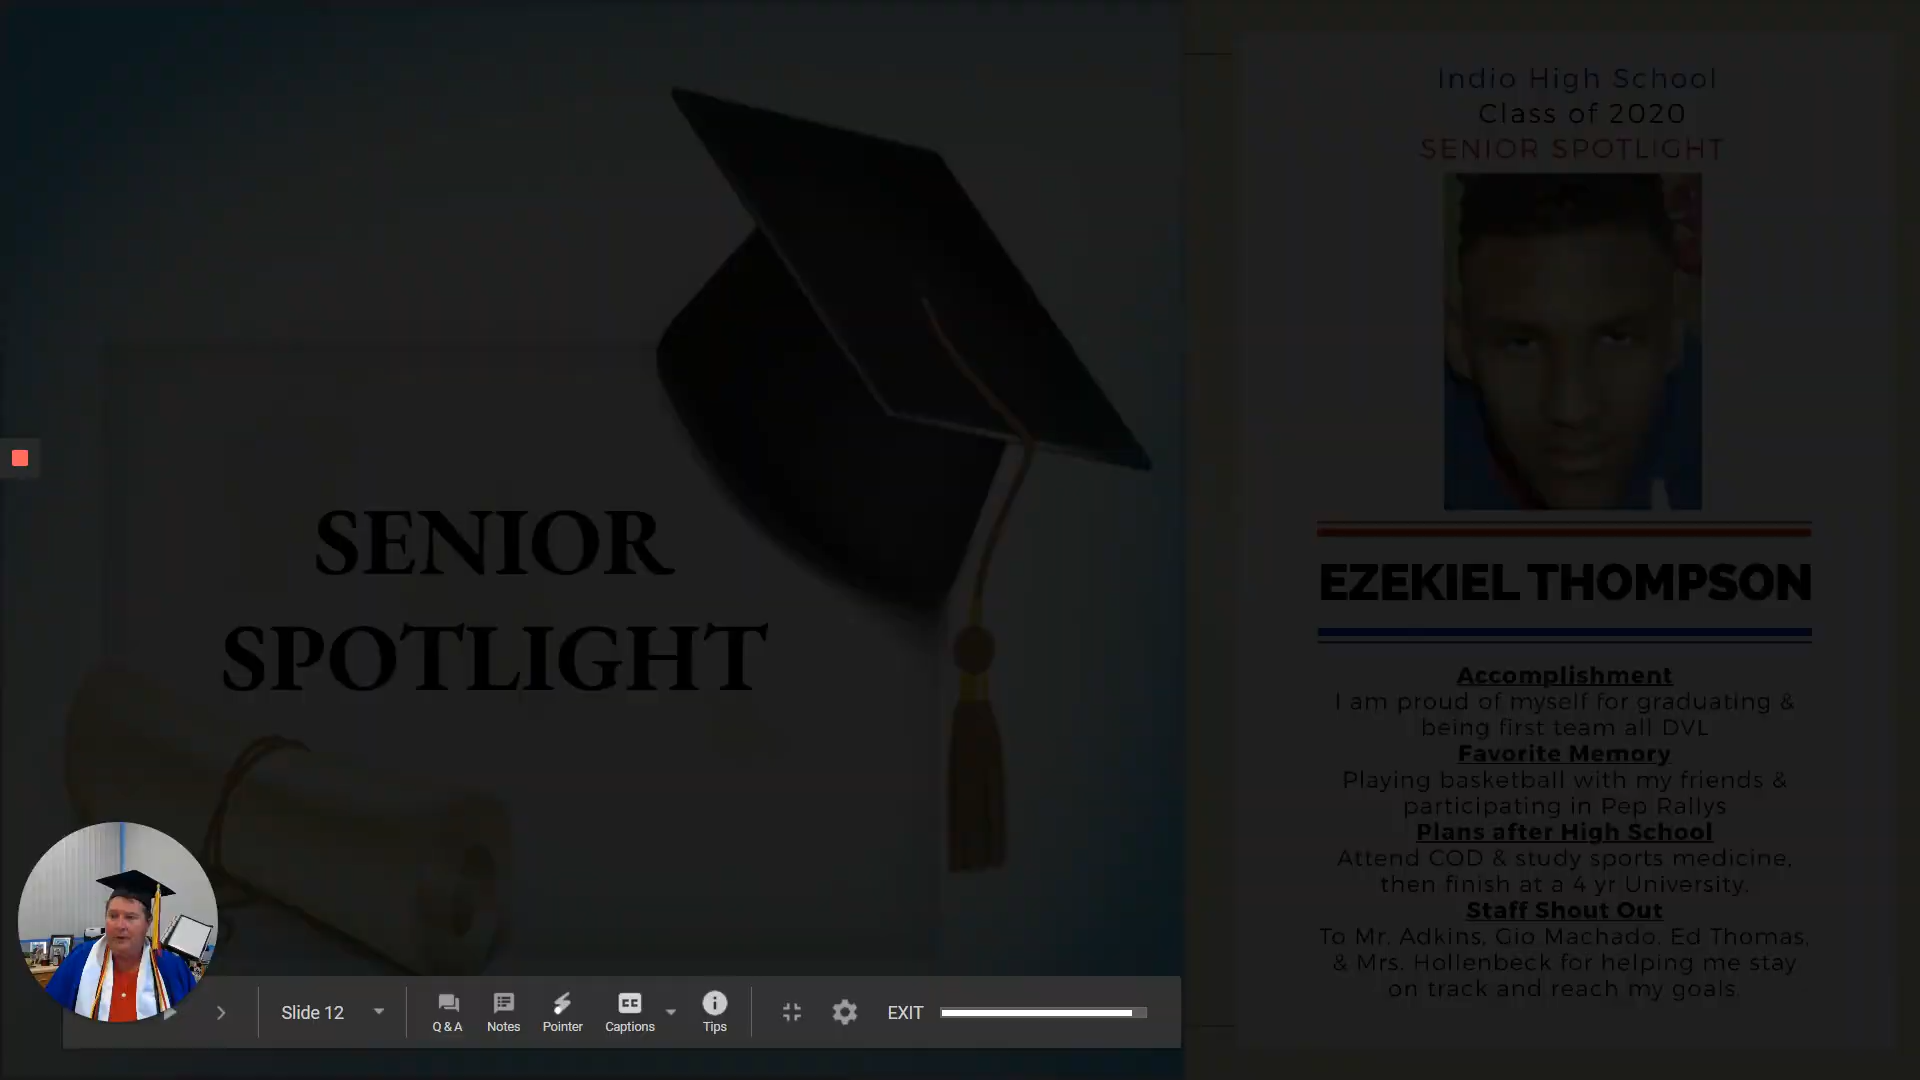 SENIOR
SPOTLIGHT
Indio High School
Class of 2020
SENIOR SPOTLIGHT
EZEKIEL THOMPSON
Accomplishment
I am proud of myself for graduating &
being first team all DVL
Favorite Memory
Playing basketball with my friends &
participating in Pep Rallys
Plans after High School
Attend COD & study sports medicine,
then finish at a 4 yr University.
Staff Shout Out
To Mr. Adkins, Gio Machado, Ed Thomas,
& Mrs. Hollenbeck for helping me stay
on track and reach my goals.
Slide 12
Q & A
Notes
Pointer
CC
Captions
Tips
EXIT